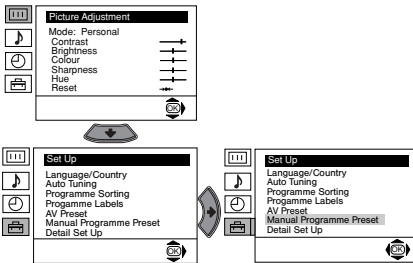 Picture Adjustment
Mode: Personal
Contrast
Brightness
Colour
Sharpness
Hue
Reset
OK
Set Up
Language/Country
Auto Tuning
Programme Sorting
Progamme Labels
AV Preset
Manual Programme Preset
Detail Set Up
OK
Set Up
Language/Country
Auto Tuning
Programme Sorting
Progamme Labels
AV Preset
Manual Programme Preset
Detail Set Up
OK